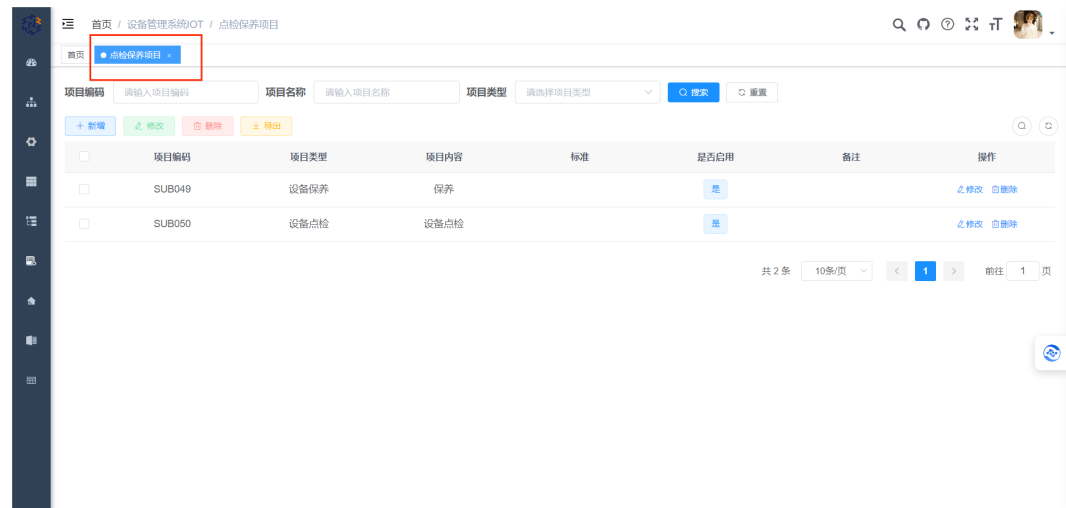 首页 / 设备管理系统IOT / 点检保养项目
首页 点检保养项目 ×
项目编码 请输入项目编码 项目名称 请输入项目名称 项目类型 请选择项目类型 搜索 重置
+ 新增 修改 删除 导出
项目编码 项目类型 项目内容 标准 是否启用 备注 操作
SUB049 设备保养 保养 是 修改 删除
SUB050 设备点检 设备点检 是 修改 删除
共 2 条 10条/页 < 1 > 前往 1 页